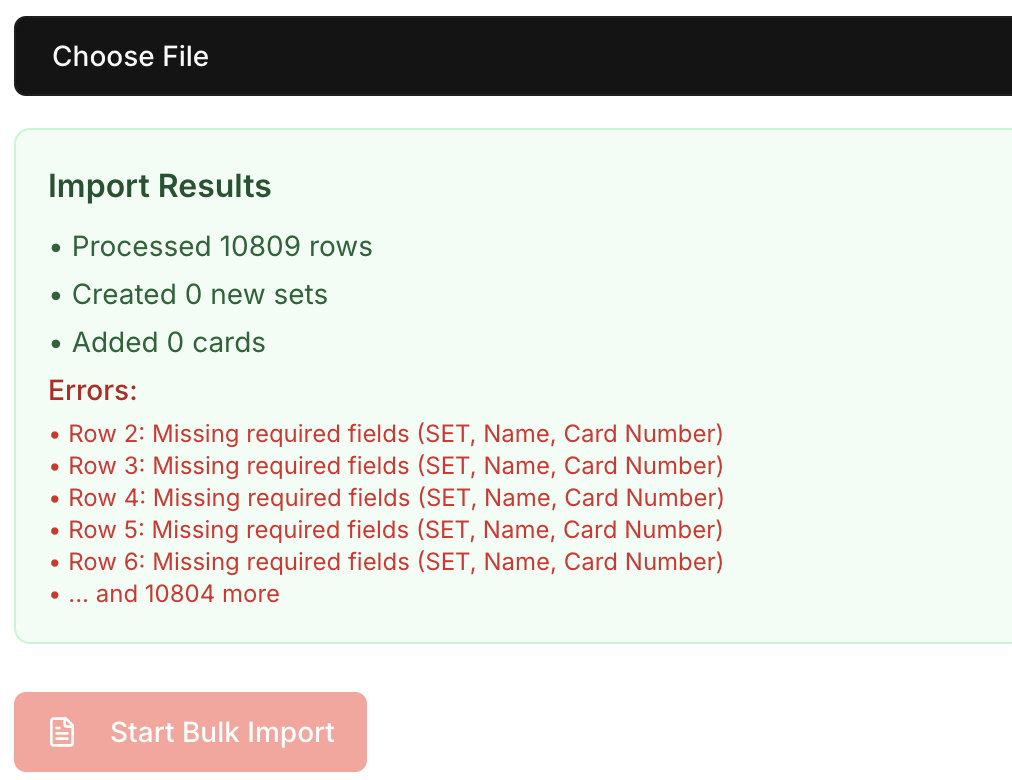 Choose File
Import Results
• Processed 10809 rows
• Created 0 new sets
• Added 0 cards
Errors:
• Row 2: Missing required fields (SET, Name, Card Number)
• Row 3: Missing required fields (SET, Name, Card Number)
• Row 4: Missing required fields (SET, Name, Card Number)
• Row 5: Missing required fields (SET, Name, Card Number)
• Row 6: Missing required fields (SET, Name, Card Number)
• ... and 10804 more
Start Bulk Import